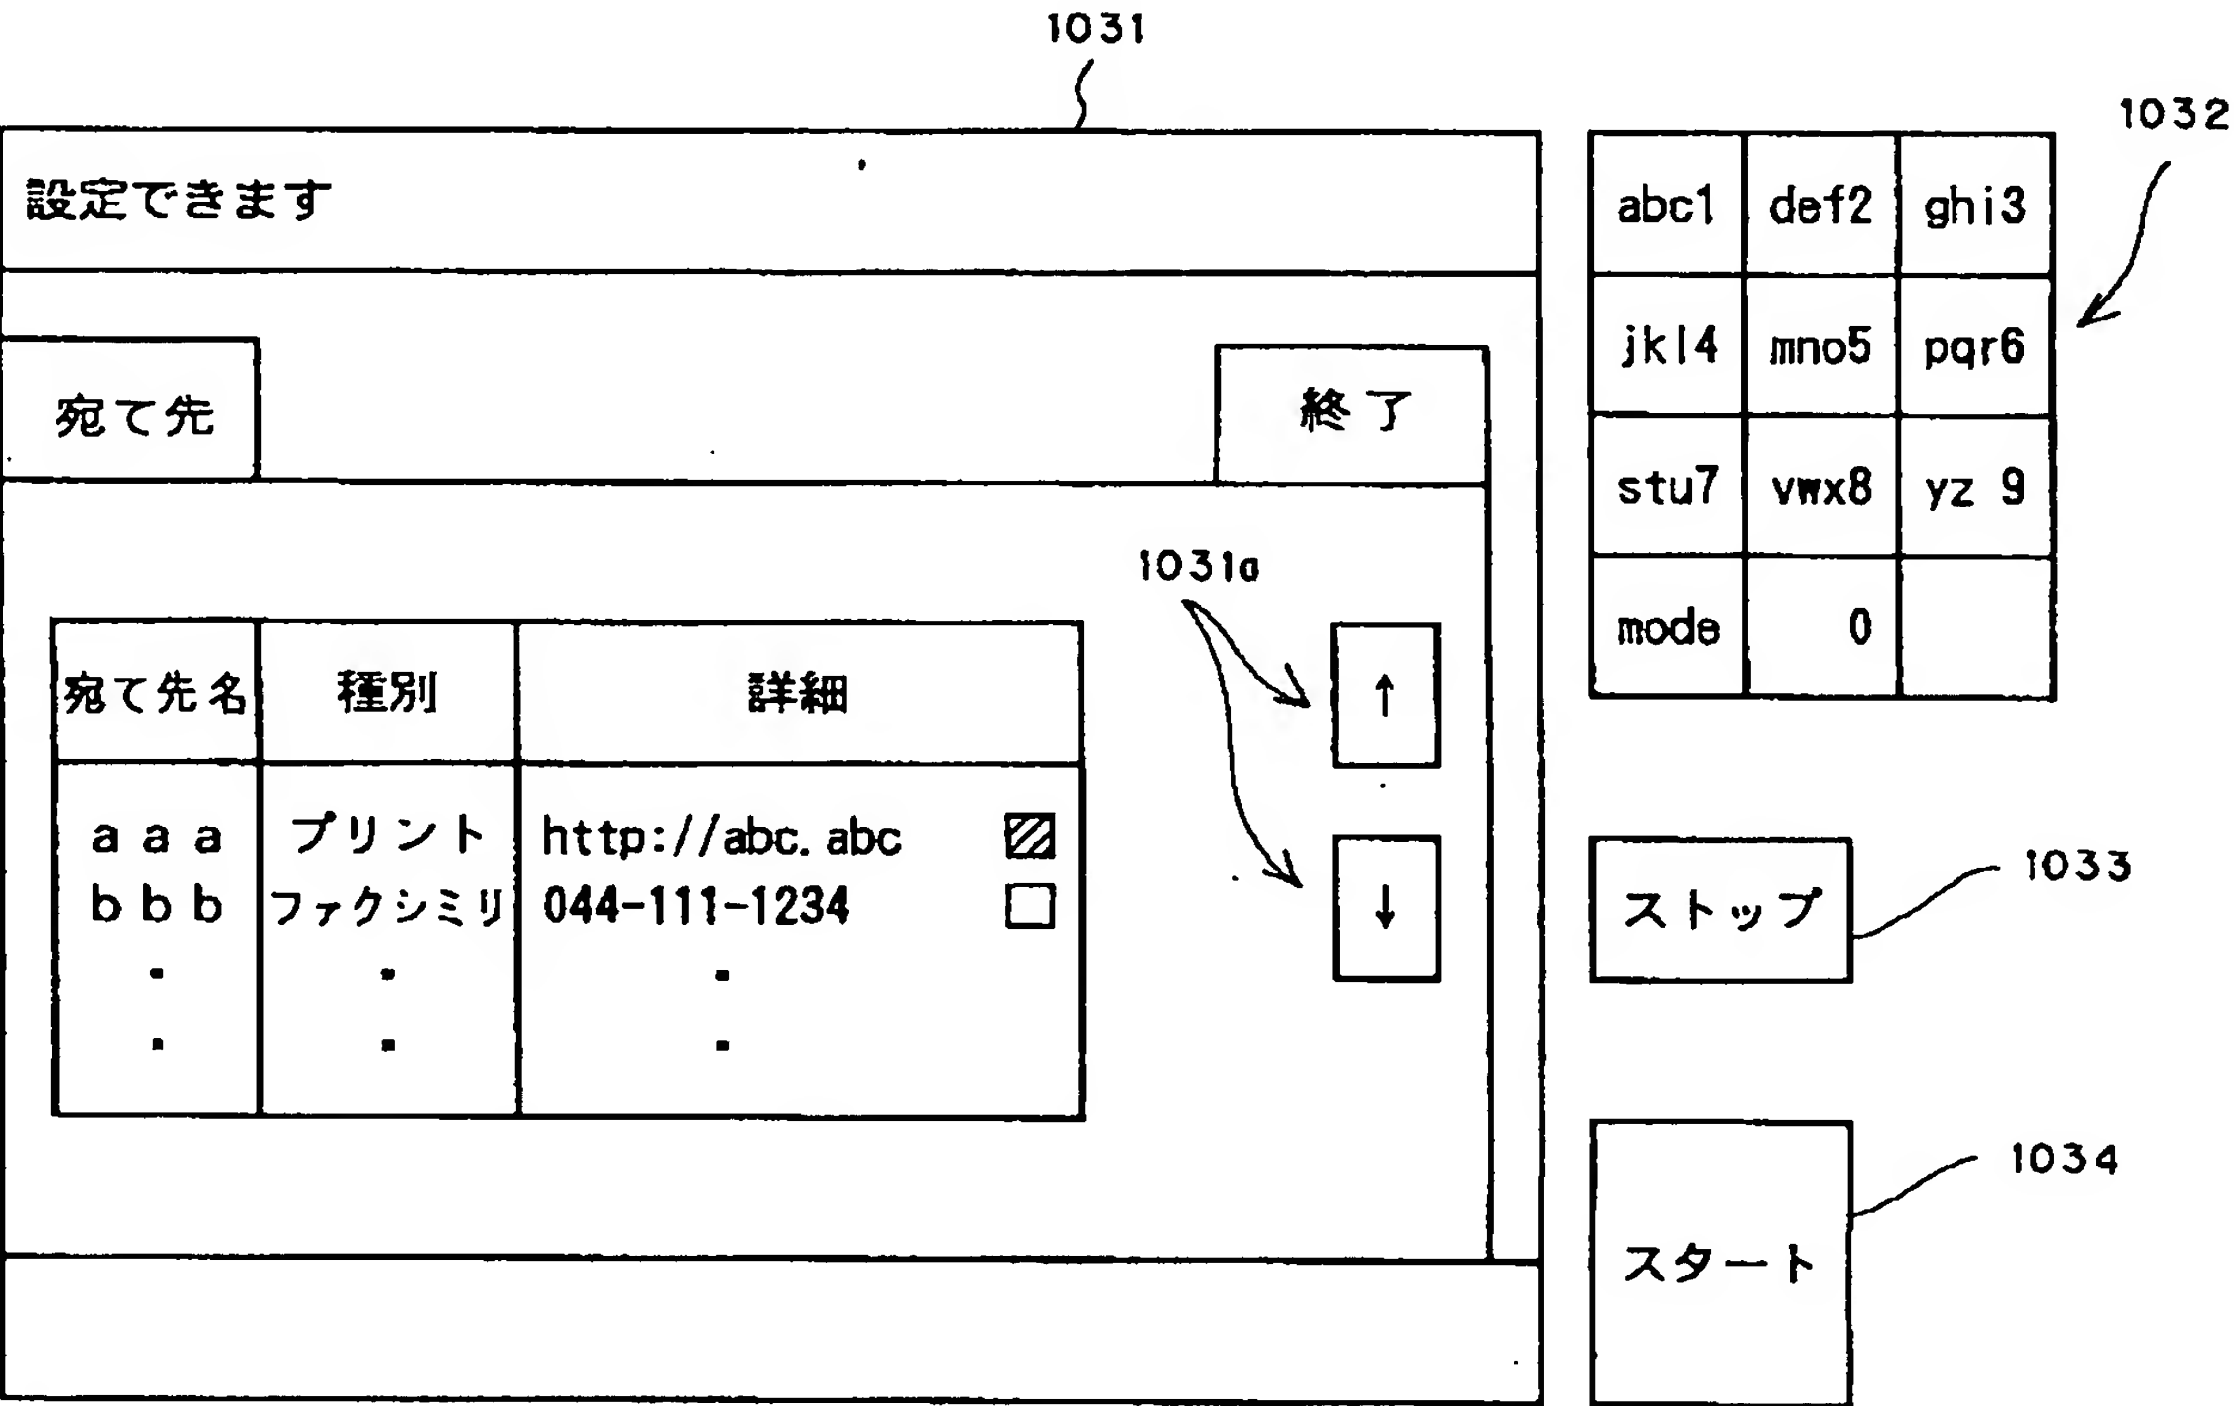 1031
1032
設定できます
宛て先
終了
1031a
宛て先名 種別 詳細
aaa プリント http://abc.abc
bbb ファクシミリ 044-111-1234
↑
↓
abc1 def2 ghi3
jkl4 mno5 pqr6
stu7 vwx8 yz 9
mode 0
ストップ
1033
スタート
1034